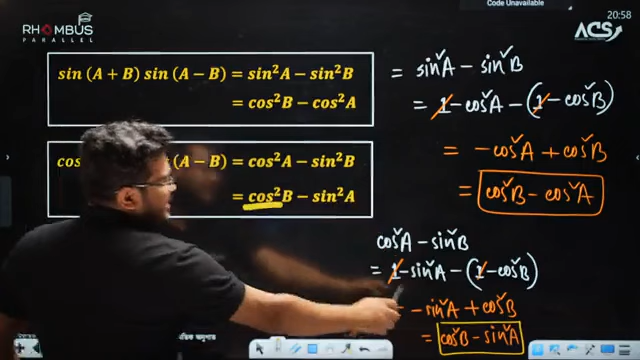 Code Unavailable
20:58
RHOMBUS
PARALLEL
ACS
sin (A + B) sin (A − B) = sin²A − sin²B
= cos²B − cos²A
cos
(A − B) = cos²A − sin²B
= cos²B − sin²A
= sin²A − sin²B
= 1 − cos²A − (1 − cos²B)
= −cos²A + cos²B
= cos²B − cos²A
cos²A − sin²B
= 1 − sin²A − (1 − cos²B)
− sin²A + cos²B
= cos²B − sin²A